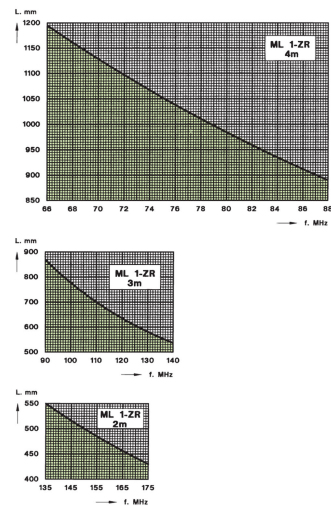 L. mm
1200
1150
1100
1050
1000
950
900
850
ML 1-ZR
4m
66 68 70 72 74 76 78 80 82 84 86 88
f. MHz
L. mm
900
800
700
600
500
ML 1-ZR
3m
90 100 110 120 130 140
f. MHz
L. mm
550
500
450
400
ML 1-ZR
2m
135 145 155 165 175
f. MHz